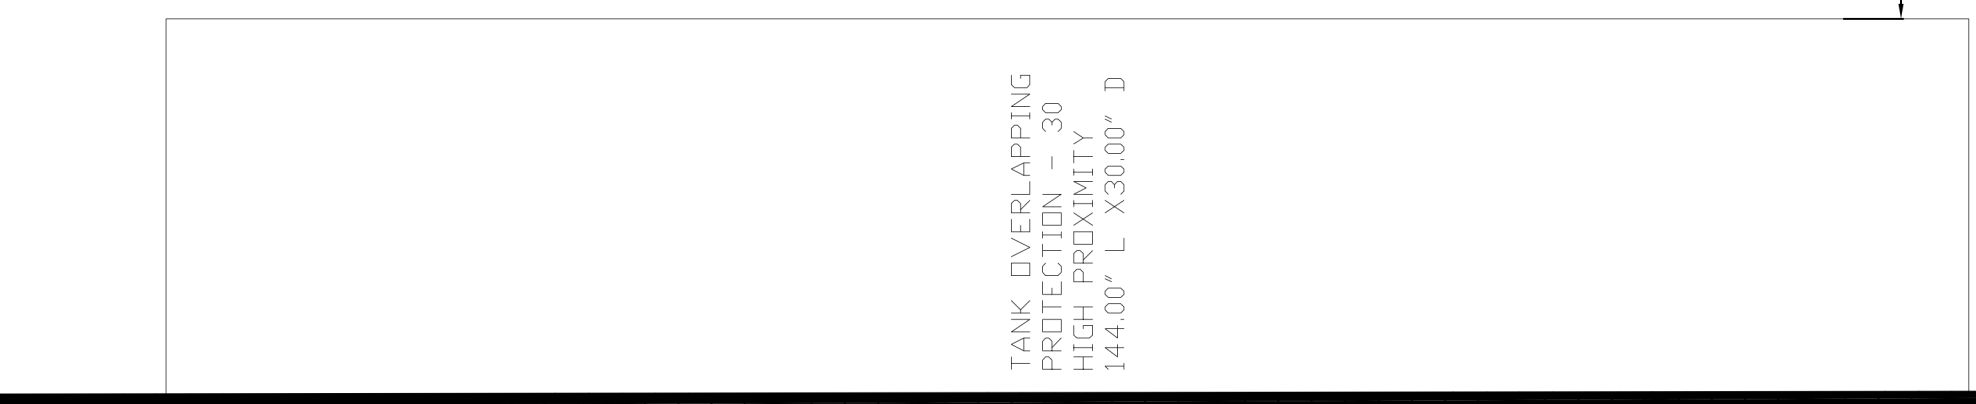 TANK OVERLAPPING
PROTECTION - 30
HIGH PROXIMITY
144.00" L X30.00" D